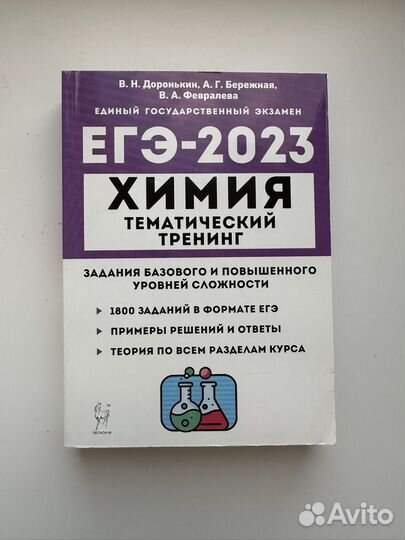 В. Н. Доронькин, А. Г. Бережная,
В. А. Февралева
ЕДИНЫЙ ГОСУДАРСТВЕННЫЙ ЭКЗАМЕН
ЕГЭ-2023
ХИМИЯ
ТЕМАТИЧЕСКИЙ
ТРЕНИНГ
ЗАДАНИЯ БАЗОВОГО И ПОВЫШЕННОГО
УРОВНЕЙ СЛОЖНОСТИ
1800 ЗАДАНИЙ В ФОРМАТЕ ЕГЭ
ПРИМЕРЫ РЕШЕНИЙ И ОТВЕТЫ
ТЕОРИЯ ПО ВСЕМ РАЗДЕЛАМ КУРСА
ЛЕГИОН-М
Avito